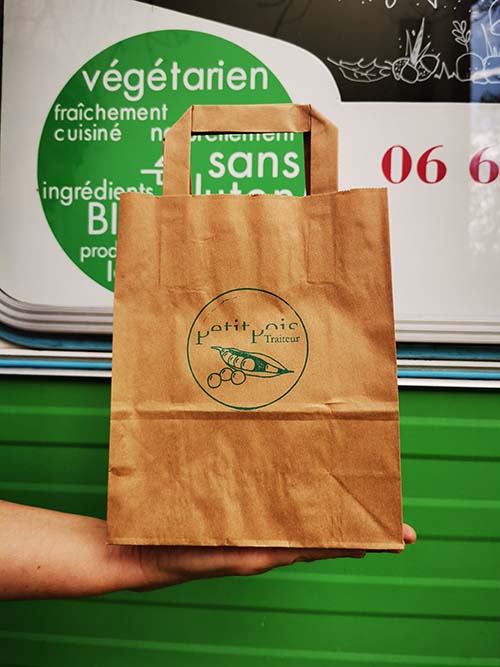 végétarien
fraîchement
cuisiné
sans
ingrédients
06 6
petit pois
Traiteur